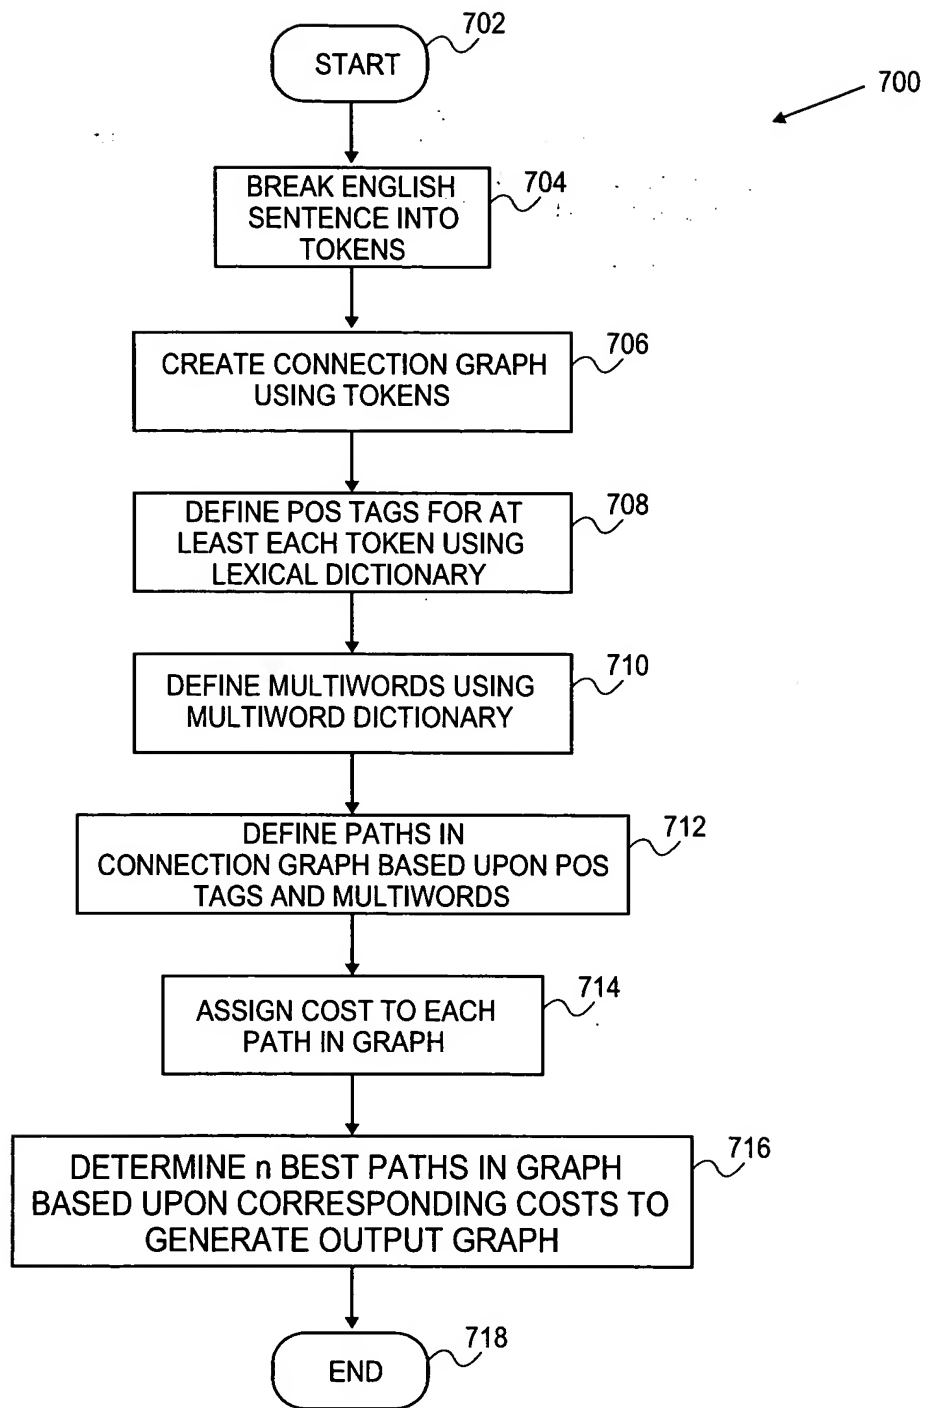 702
START
700
704
BREAK ENGLISH
SENTENCE INTO
TOKENS
706
CREATE CONNECTION GRAPH
USING TOKENS
708
DEFINE POS TAGS FOR AT
LEAST EACH TOKEN USING
LEXICAL DICTIONARY
710
DEFINE MULTIWORDS USING
MULTIWORD DICTIONARY
712
DEFINE PATHS IN
CONNECTION GRAPH BASED UPON POS
TAGS AND MULTIWORDS
714
ASSIGN COST TO EACH
PATH IN GRAPH
716
DETERMINE n BEST PATHS IN GRAPH
BASED UPON CORRESPONDING COSTS TO
GENERATE OUTPUT GRAPH
718
END